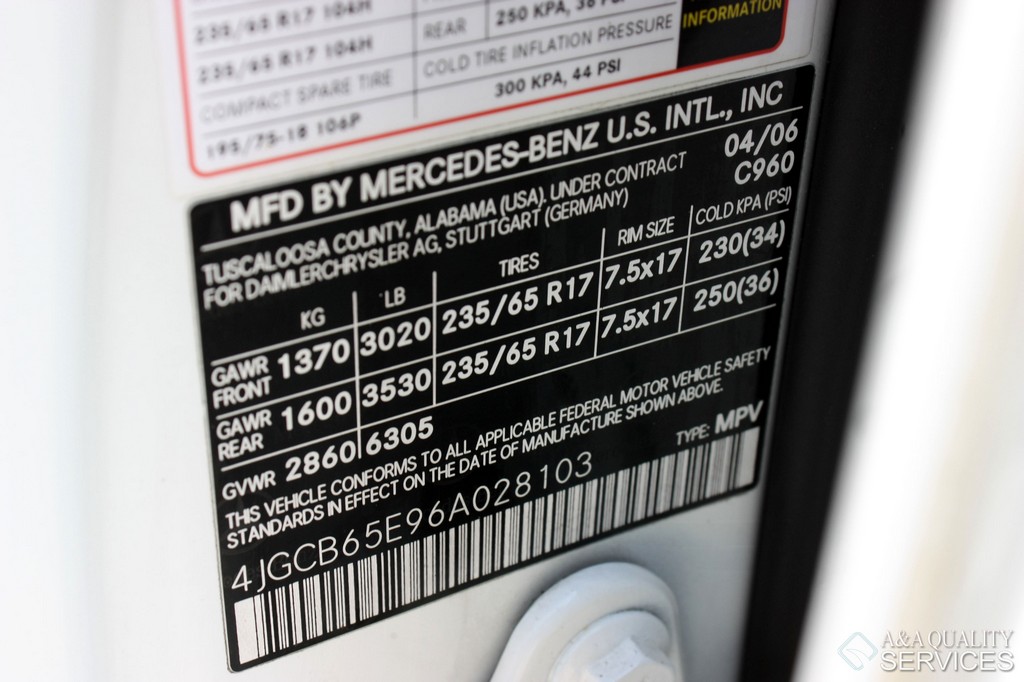 235/65 R17 104H
REAR 250 KPA, 36 PSI
INFORMATION
235/65 R17 104H
COLD TIRE INFLATION PRESSURE
COMPACT SPARE TIRE
300 KPA, 44 PSI
195/75-18 106P
MFD BY MERCEDES-BENZ U.S. INTL., INC
TUSCALOOSA COUNTY, ALABAMA (USA). UNDER CONTRACT 04/06
FOR DAIMLERCHRYSLER AG, STUTTGART (GERMANY) C960
KG LB TIRES RIM SIZE COLD KPA (PSI)
GAWR FRONT 1370 3020 235/65 R17 7.5x17 230(34)
GAWR REAR 1600 3530 235/65 R17 7.5x17 250(36)
GVWR 2860 6305
THIS VEHICLE CONFORMS TO ALL APPLICABLE FEDERAL MOTOR VEHICLE SAFETY
STANDARDS IN EFFECT ON THE DATE OF MANUFACTURE SHOWN ABOVE.
TYPE: MPV
4JGCB65E96A028103
A&A QUALITY
SERVICES